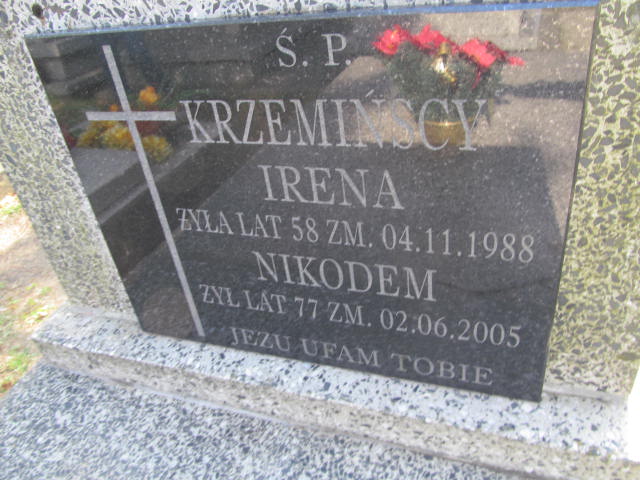 Ś. P.
KRZEMIŃSCY
IRENA
ŻYŁA LAT 58 ZM. 04.11.1988
NIKODEM
ŻYŁ LAT 77 ZM. 02.06.2005
JEZU UFAM TOBIE